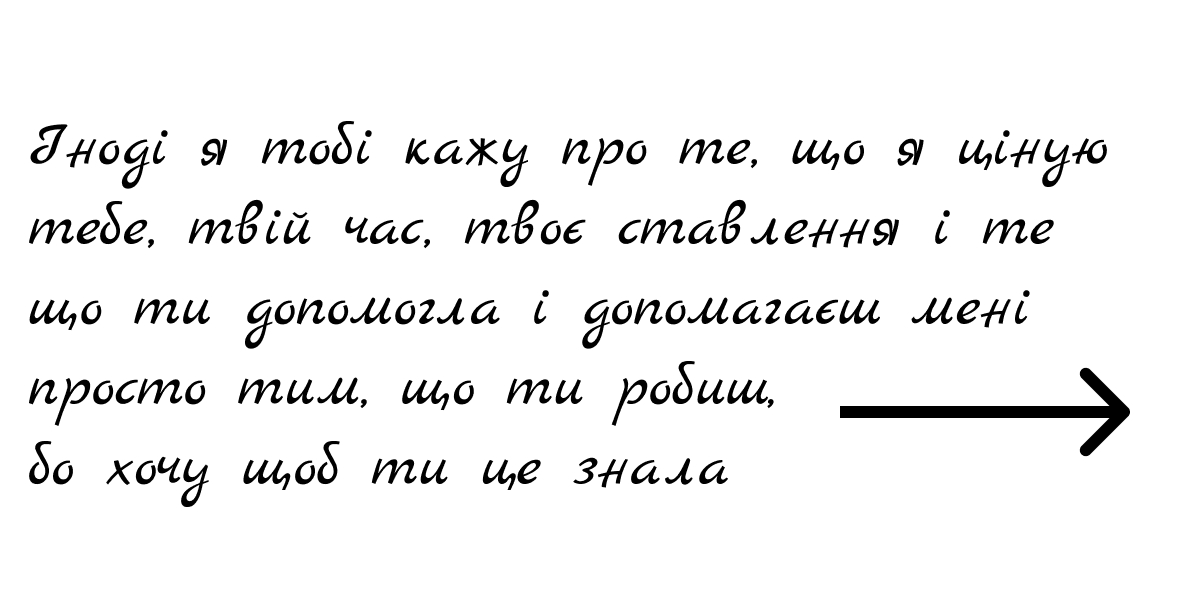 Іноді я тобі кажу про те, що я ціную
тебе, твій час, твоє ставлення і те
що ти допомогла і допомагаєш мені
просто тим, що ти робиш,
бо хочу щоб ти це знала